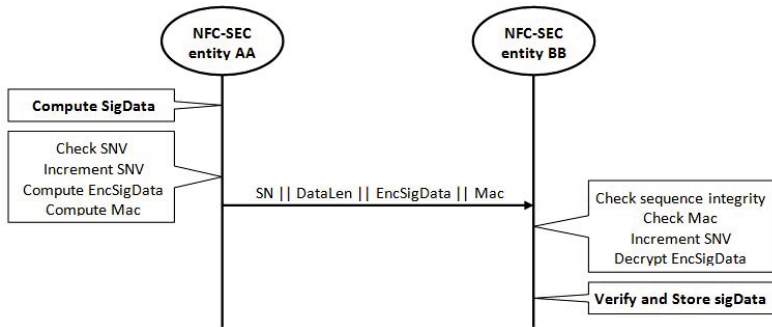 NFC-SEC
entity AA
NFC-SEC
entity BB
Compute SigData
Check SNV
Increment SNV
Compute EncSigData
Compute Mac
SN || DataLen || EncSigData || Mac
Check sequence integrity
Check Mac
Increment SNV
Decrypt EncSigData
Verify and Store sigData